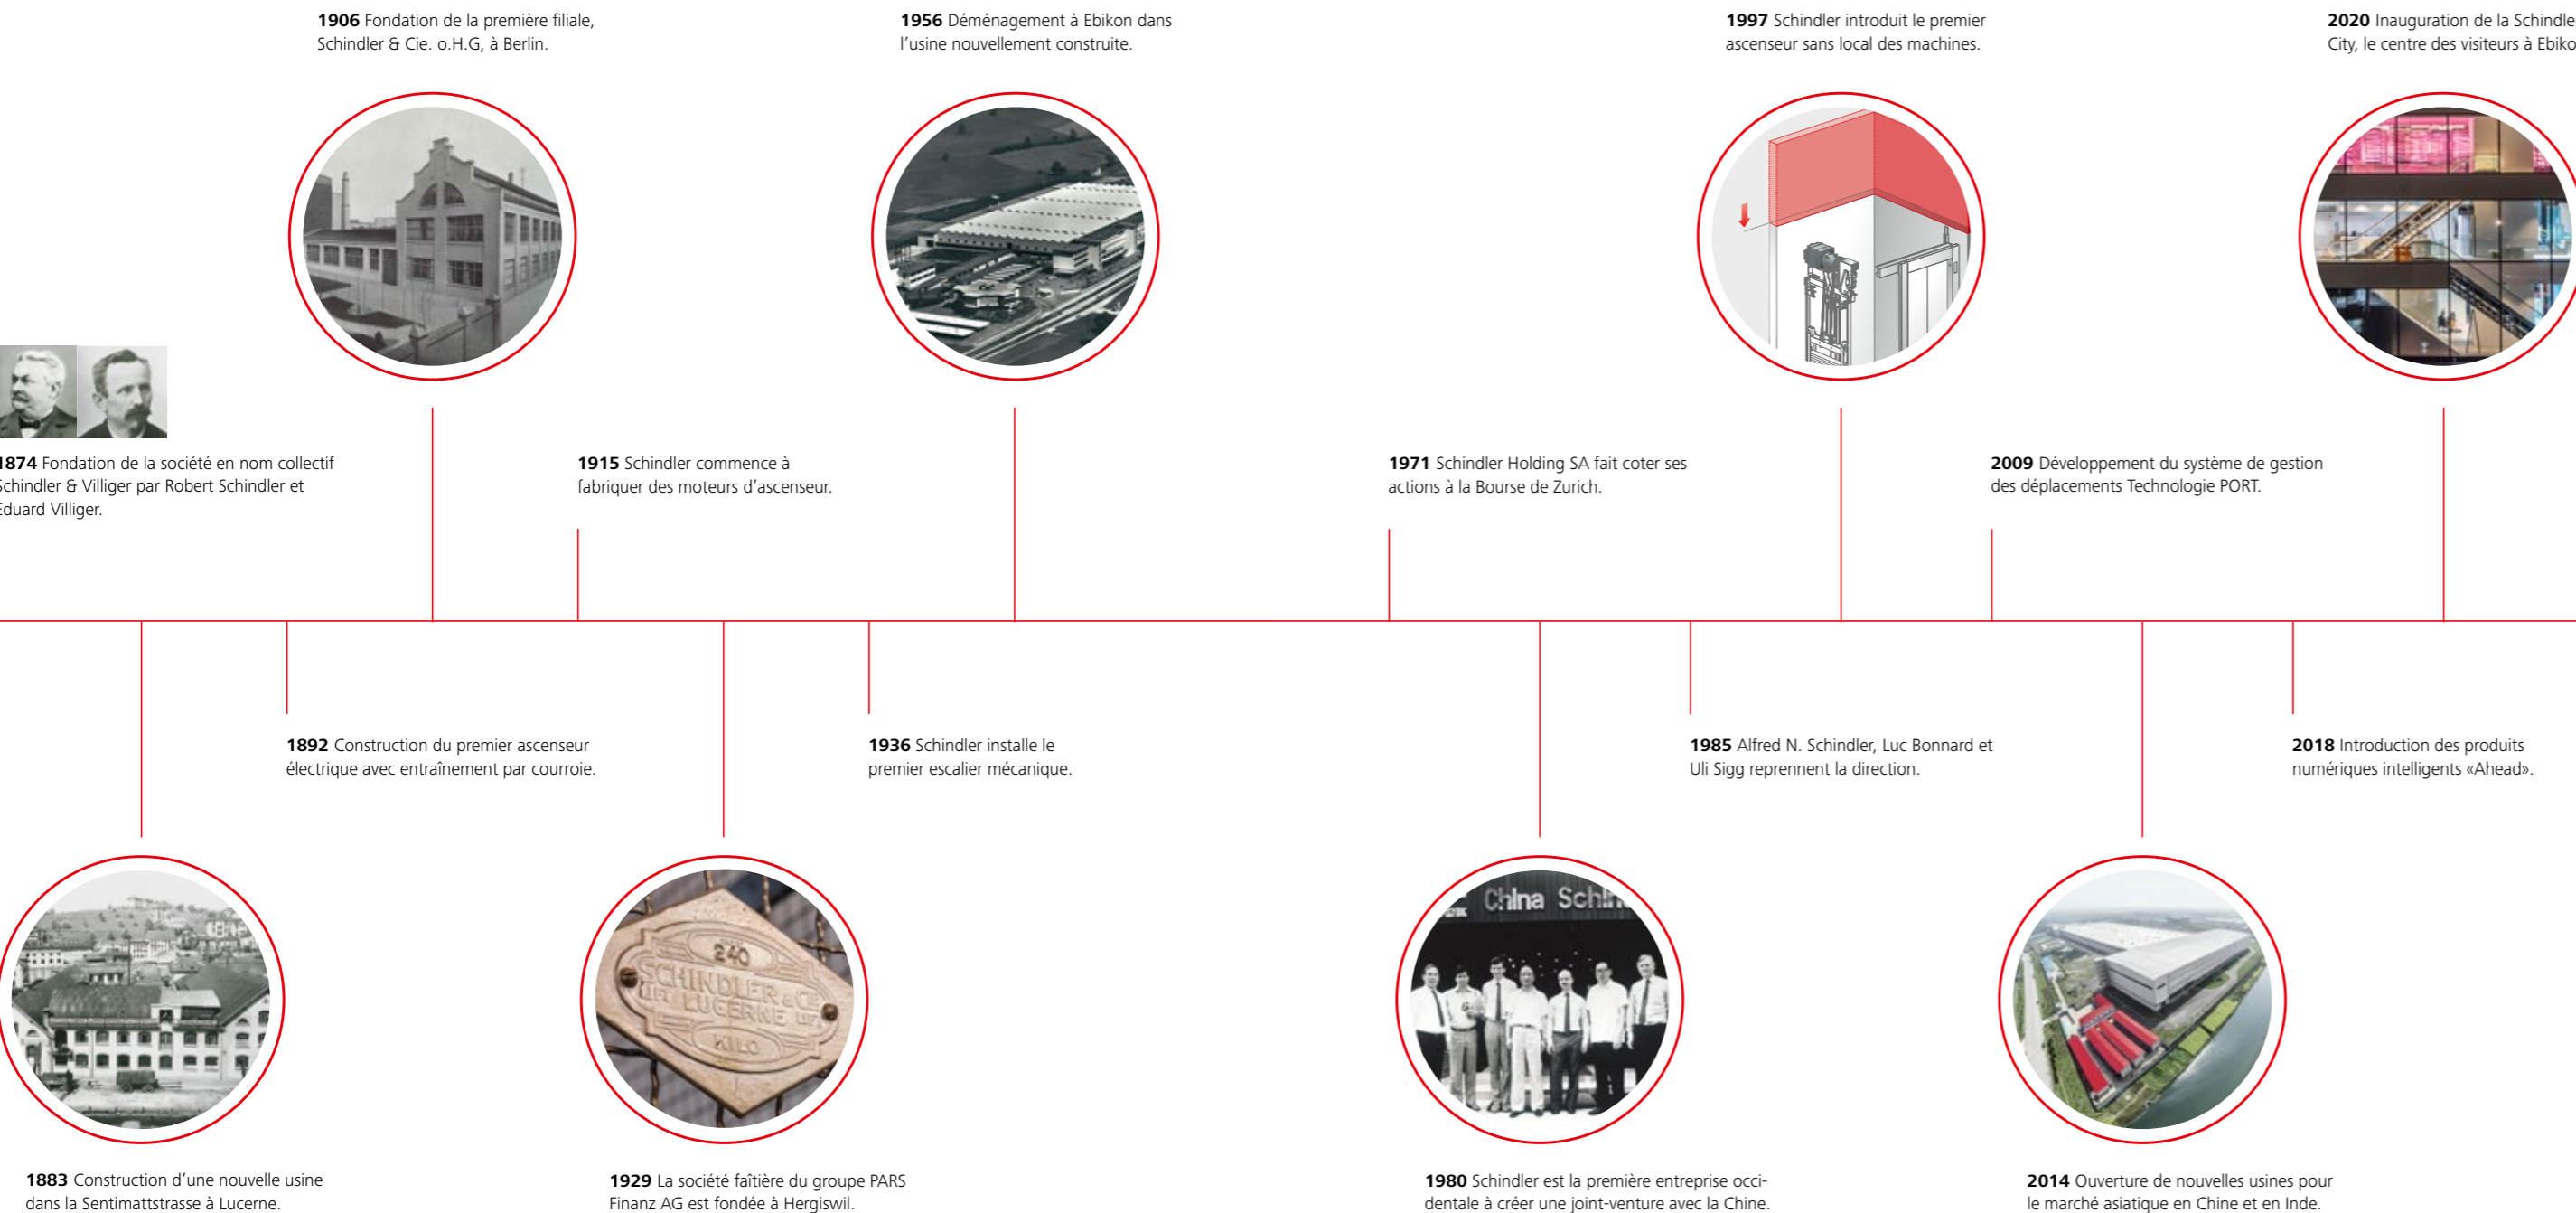 1906 Fondation de la première filiale,
Schindler & Cie. o.H.G, à Berlin.
1956 Déménagement à Ebikon dans
l’usine nouvellement construite.
1997 Schindler introduit le premier
ascenseur sans local des machines.
2020 Inauguration de la Schindle
City, le centre des visiteurs à Ebiko
1874 Fondation de la société en nom collectif
Schindler & Villiger par Robert Schindler et
Eduard Villiger.
1915 Schindler commence à
fabriquer des moteurs d’ascenseur.
1971 Schindler Holding SA fait coter ses
actions à la Bourse de Zurich.
2009 Développement du système de gestion
des déplacements Technologie PORT.
1892 Construction du premier ascenseur
électrique avec entraînement par courroie.
1936 Schindler installe le
premier escalier mécanique.
1985 Alfred N. Schindler, Luc Bonnard et
Uli Sigg reprennent la direction.
2018 Introduction des produits
numériques intelligents «Ahead».
240
SCHINDLER & CE
LUCERNE
KILO
China Schin
1883 Construction d’une nouvelle usine
dans la Sentimattstrasse à Lucerne.
1929 La société faîtière du groupe PARS
Finanz AG est fondée à Hergiswil.
1980 Schindler est la première entreprise occi-
dentale à créer une joint-venture avec la Chine.
2014 Ouverture de nouvelles usines pour
le marché asiatique en Chine et en Inde.